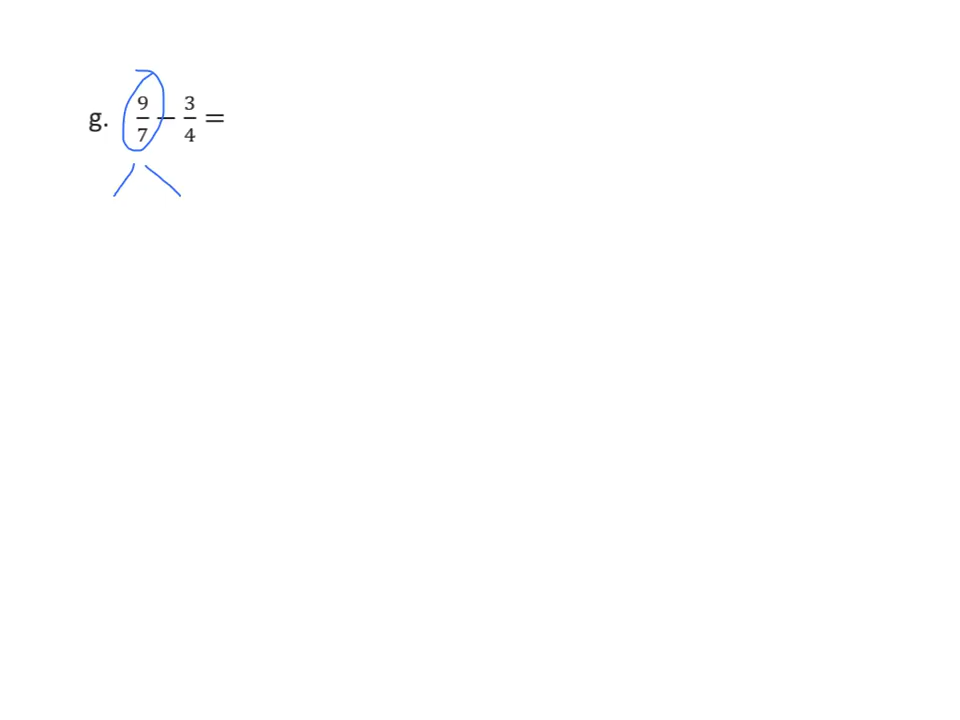 g. 9/7 − 3/4 =